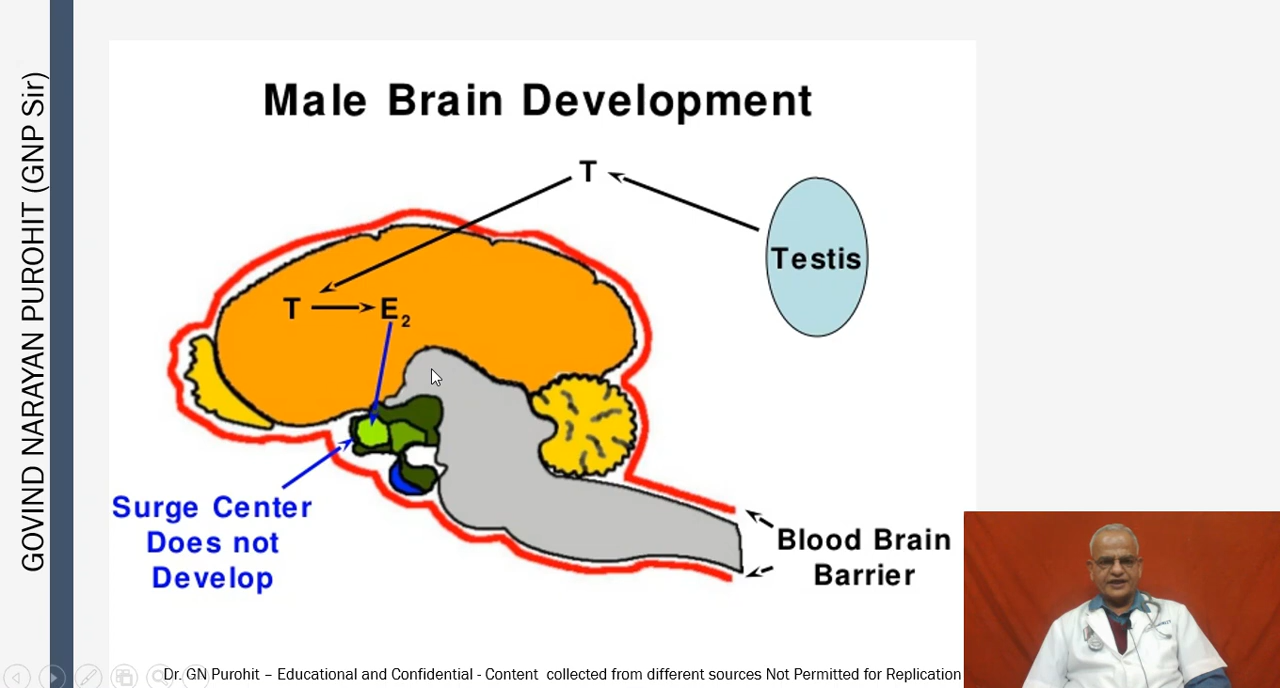 GOVIND NARAYAN PUROHIT (GNP Sir)
Male Brain Development
T
Testis
T
E2
Surge Center
Does not
Develop
Blood Brain
Barrier
Dr. GN Purohit – Educational and Confidential - Content collected from different sources Not Permitted for Replication